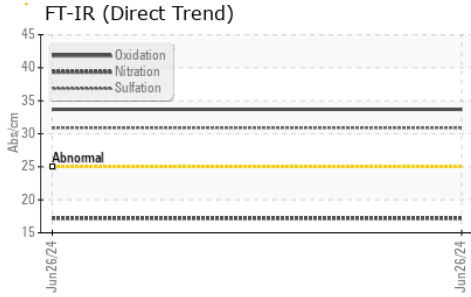 FT-IR (Direct Trend)
45
40
35
30
25
20
15
Abs/cm
Oxidation
Nitration
Sulfation
Abnormal
Jun26/24
Jun26/24